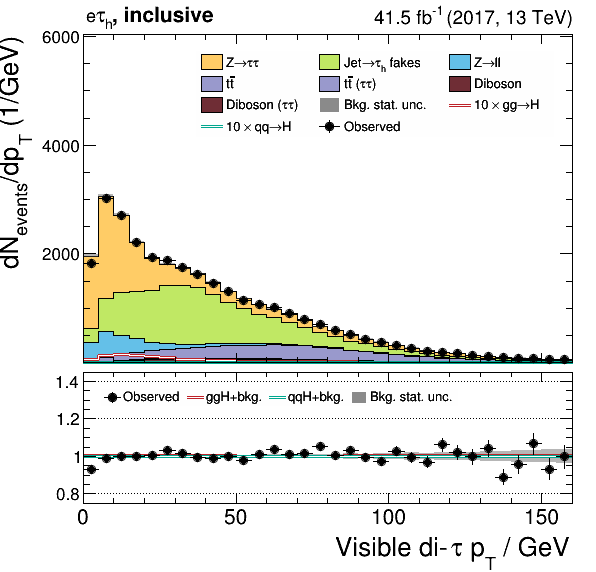 eτh, inclusive 41.5 fb⁻¹ (2017, 13 TeV)
dNevents/dpT (1/GeV)
6000
4000
2000
Z→ττ Jet→τh fakes Z→ll
tt̄ tt̄ (ττ) Diboson
Diboson (ττ) Bkg. stat. unc. 10 × gg→H
10 × qq→H Observed
1.4
1.2
1
0.8
Observed ggH+bkg. qqH+bkg. Bkg. stat. unc.
0 50 100 150
Visible di-τ pT / GeV